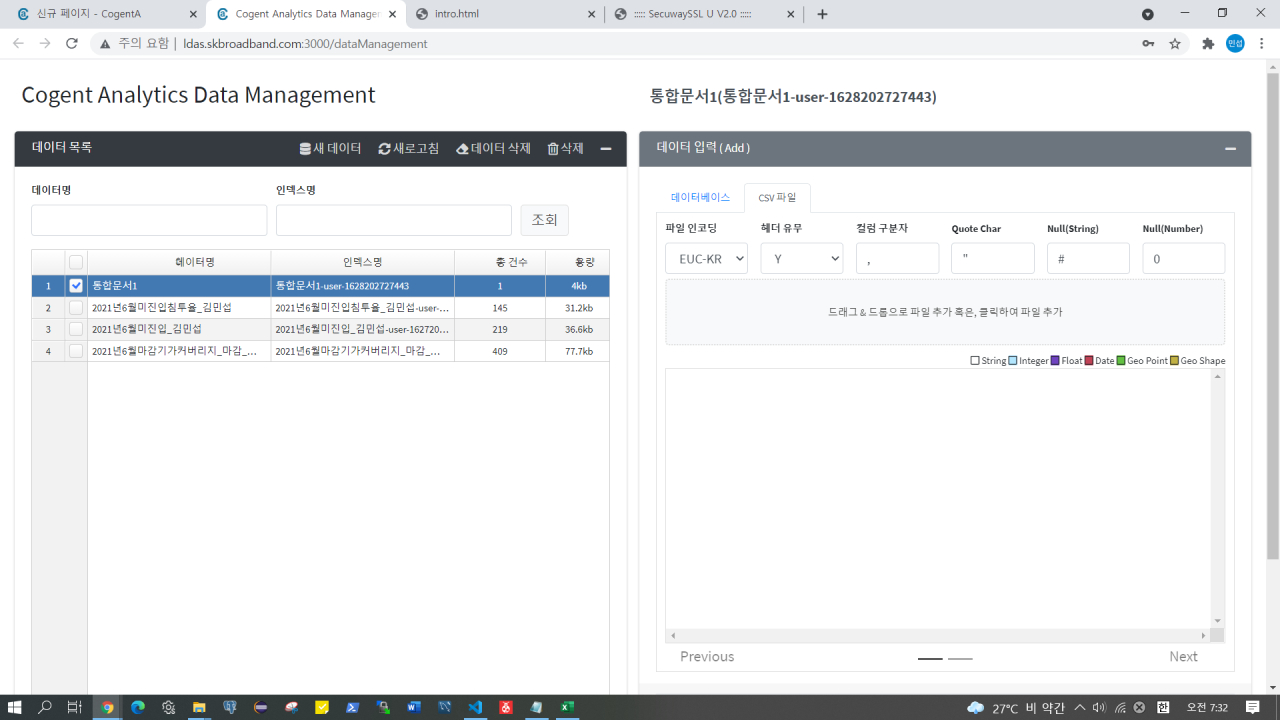 신규 페이지 - CogentA
Cogent Analytics Data Manager
intro.html
::::: SecuwaySSL U V2.0 :::::
주의 요함 | ldas.skbroadband.com:3000/dataManagement
민섭
Cogent Analytics Data Management
통합문서1(통합문서1-user-1628202727443)
데이터 목록
새 데이터
새로고침
데이터 삭제
삭제
데이터 입력 ( Add )
데이터명
인덱스명
조회
데이터베이스
CSV 파일
파일 인코딩
헤더 유무
컬럼 구분자
Quote Char
Null(String)
Null(Number)
EUC-KR
Y
,
"
#
0
데이터명 인덱스명 총 건수 용량
1 통합문서1 통합문서1-user-1628202727443 1 4kb
2 2021년6월미진입침투율_김민섭 2021년6월미진입침투율_김민섭-user-... 145 31.2kb
3 2021년6월미진입_김민섭 2021년6월미진입_김민섭-user-162720... 219 36.6kb
4 2021년6월마감기가커버리지_마감_... 2021년6월마감기가커버리지_마감_... 409 77.7kb
드래그 & 드롭으로 파일 추가 혹은, 클릭하여 파일 추가
String Integer Float Date Geo Point Geo Shape
Previous
Next
27°C 비 약간
한
오전 7:32